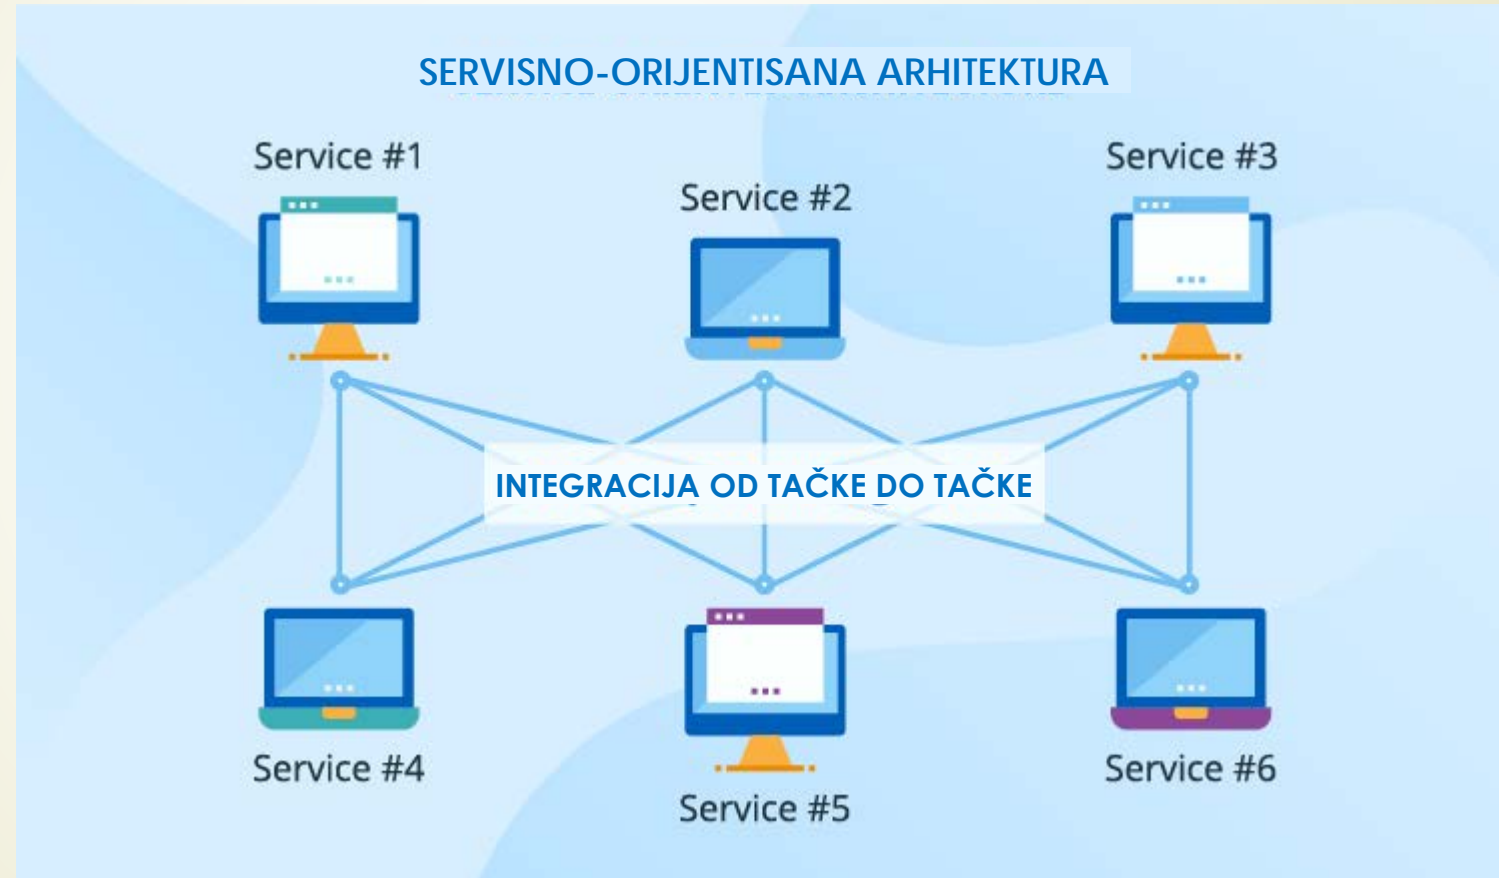 SERVISNO-ORIJENTISANA ARHITEKTURA
Service #1
Service #2
Service #3
INTEGRACIJA OD TAČKE DO TAČKE
Service #4
Service #5
Service #6